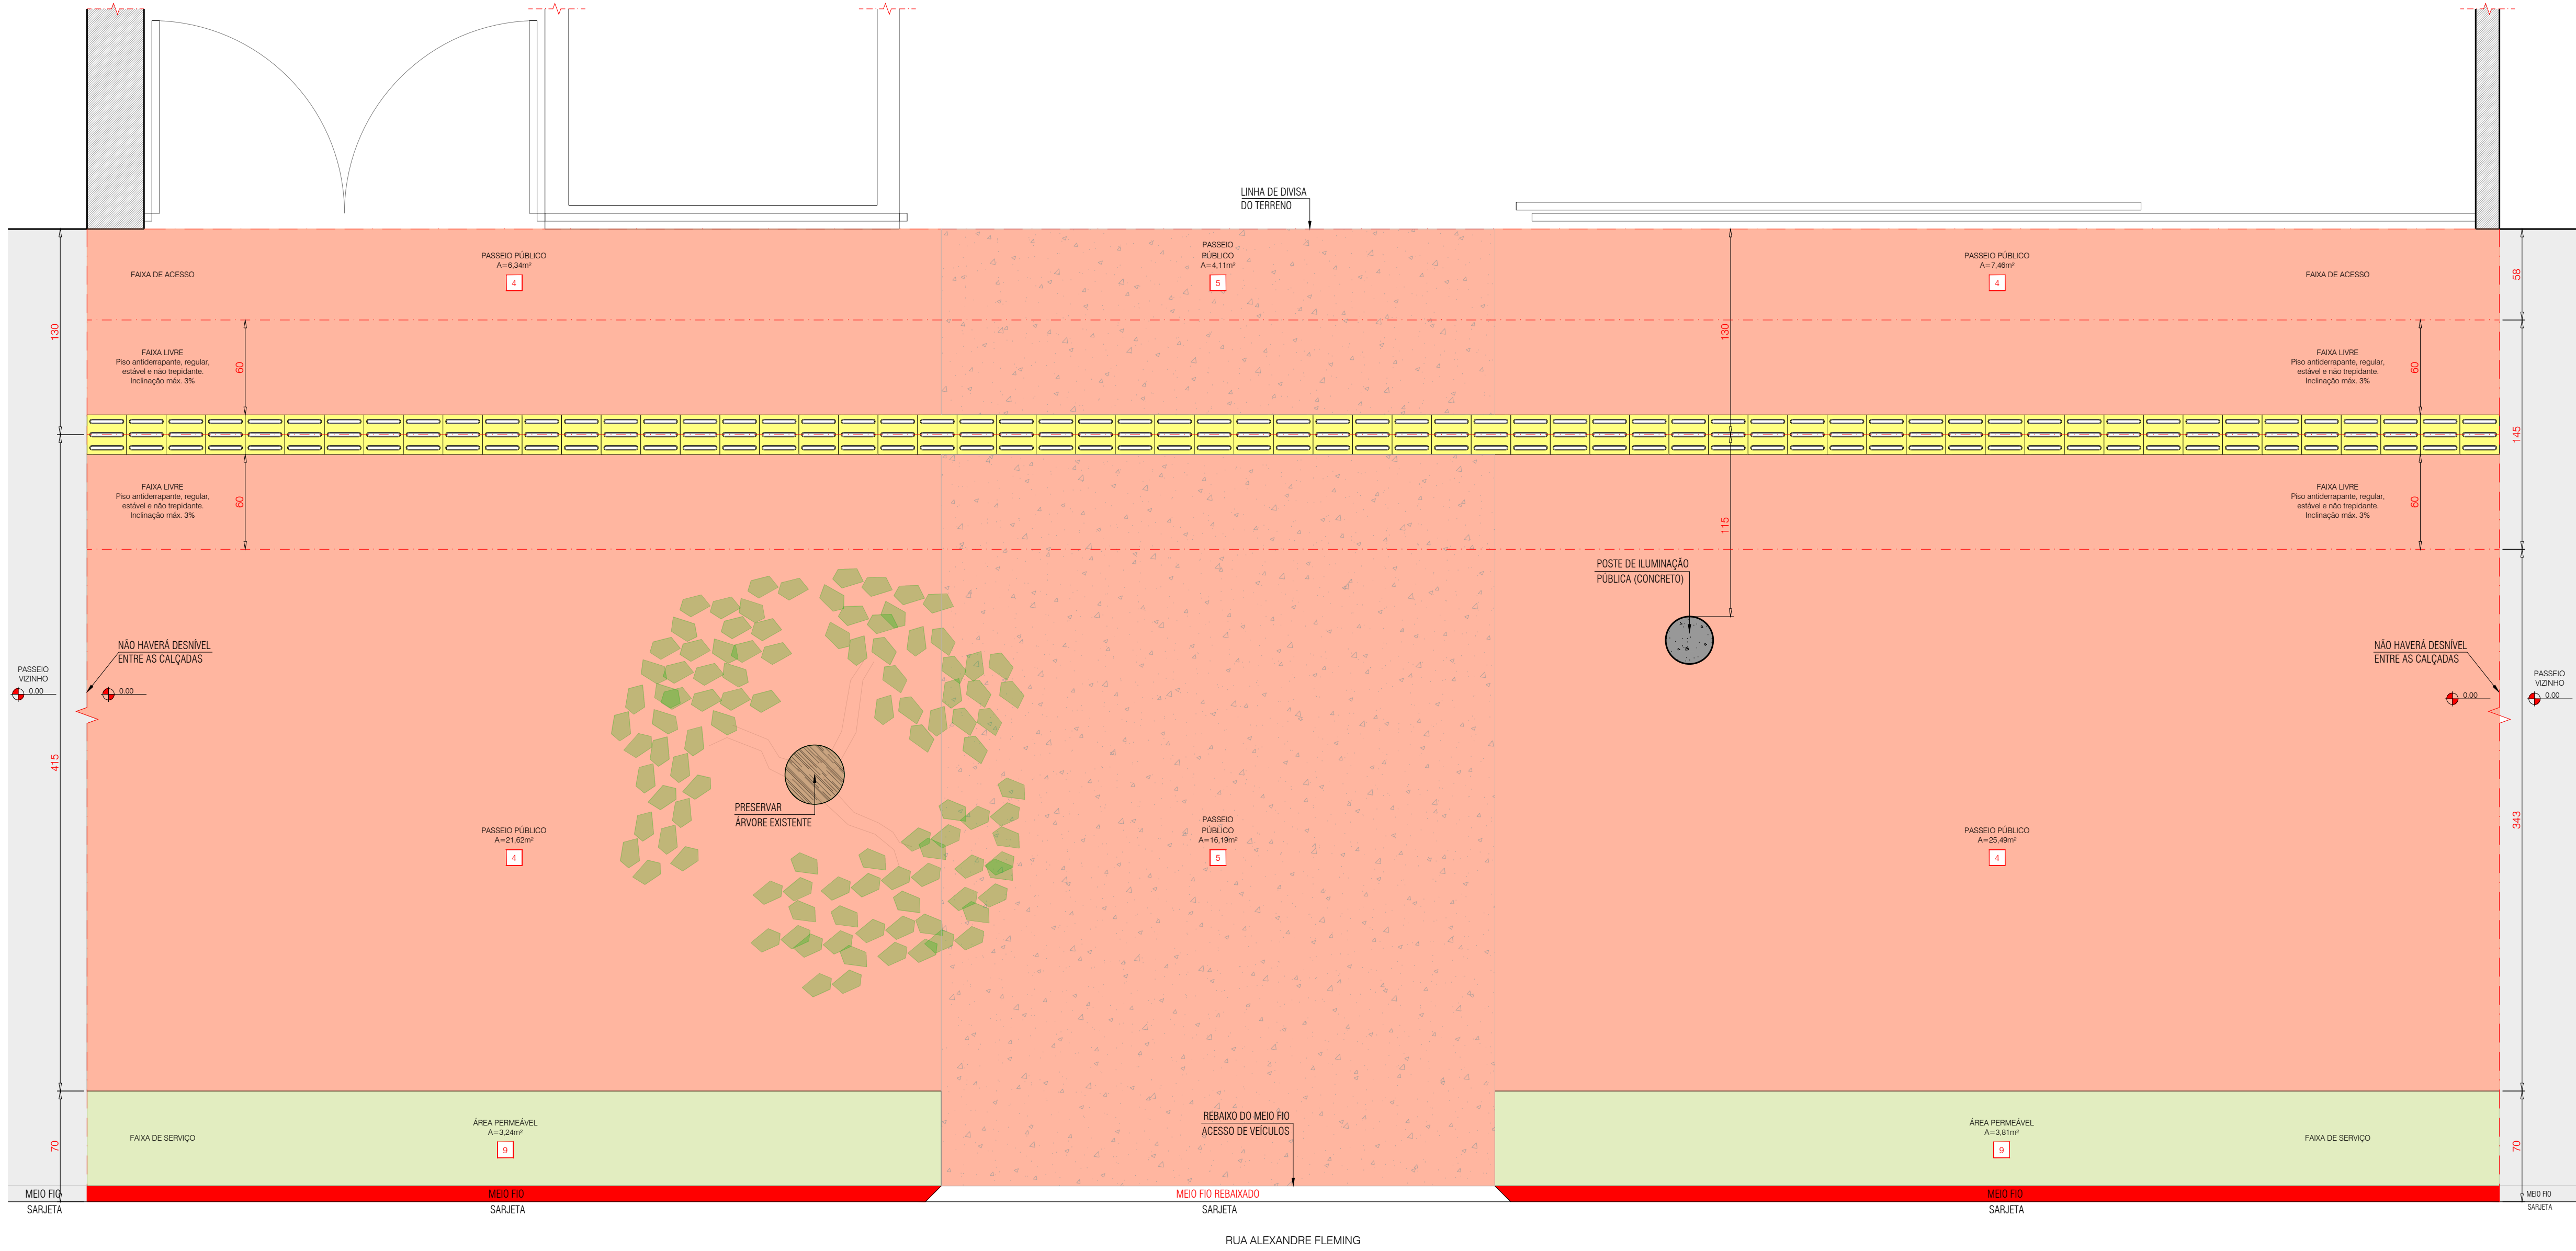 LINHA DE DIVISA
DO TERRENO
FAIXA DE ACESSO
PASSEIO PÚBLICO
A=6,34m²
4
PASSEIO
PÚBLICO
A=4,11m²
5
PASSEIO PÚBLICO
A=7,46m²
4
FAIXA DE ACESSO
58
130
130
FAIXA LIVRE
Piso antiderrapante, regular,
estável e não trepidante.
Inclinação máx. 3%
60
FAIXA LIVRE
Piso antiderrapante, regular,
estável e não trepidante.
Inclinação máx. 3%
60
145
FAIXA LIVRE
Piso antiderrapante, regular,
estável e não trepidante.
Inclinação máx. 3%
60
115
FAIXA LIVRE
Piso antiderrapante, regular,
estável e não trepidante.
Inclinação máx. 3%
60
POSTE DE ILUMINAÇÃO
PÚBLICA (CONCRETO)
NÃO HAVERÁ DESNÍVEL
ENTRE AS CALÇADAS
PASSEIO
VIZINHO
0.00
0.00
NÃO HAVERÁ DESNÍVEL
ENTRE AS CALÇADAS
PASSEIO
VIZINHO
0.00
0.00
415
PRESERVAR
ÁRVORE EXISTENTE
PASSEIO PÚBLICO
A=21,62m²
4
PASSEIO
PÚBLICO
A=16,19m²
5
PASSEIO PÚBLICO
A=25,49m²
4
343
70
FAIXA DE SERVIÇO
ÁREA PERMEÁVEL
A=3,24m²
9
REBAIXO DO MEIO FIO
ACESSO DE VEÍCULOS
ÁREA PERMEÁVEL
A=3,81m²
9
FAIXA DE SERVIÇO
70
MEIO FIO
MEIO FIO
MEIO FIO REBAIXADO
MEIO FIO
MEIO FIO
SARJETA
SARJETA
SARJETA
SARJETA
SARJETA
RUA ALEXANDRE FLEMING